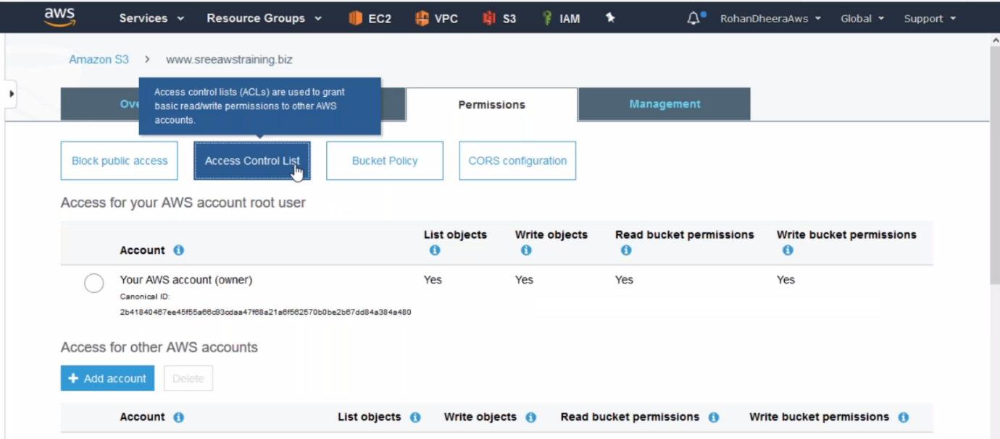 aws Services Resource Groups EC2 VPC S3 IAM RohanDheeraAws Global Support
Amazon S3 > www.sreeawstraining.biz
Access control lists (ACLs) are used to grant
basic read/write permissions to other AWS
accounts.
Ove Permissions Management
Block public access Access Control List Bucket Policy CORS configuration
Access for your AWS account root user
Account List objects Write objects Read bucket permissions Write bucket permissions
Your AWS account (owner) Yes Yes Yes Yes
Canonical ID:
Access for other AWS accounts
+ Add account Delete
Account List objects Write objects Read bucket permissions Write bucket permissions